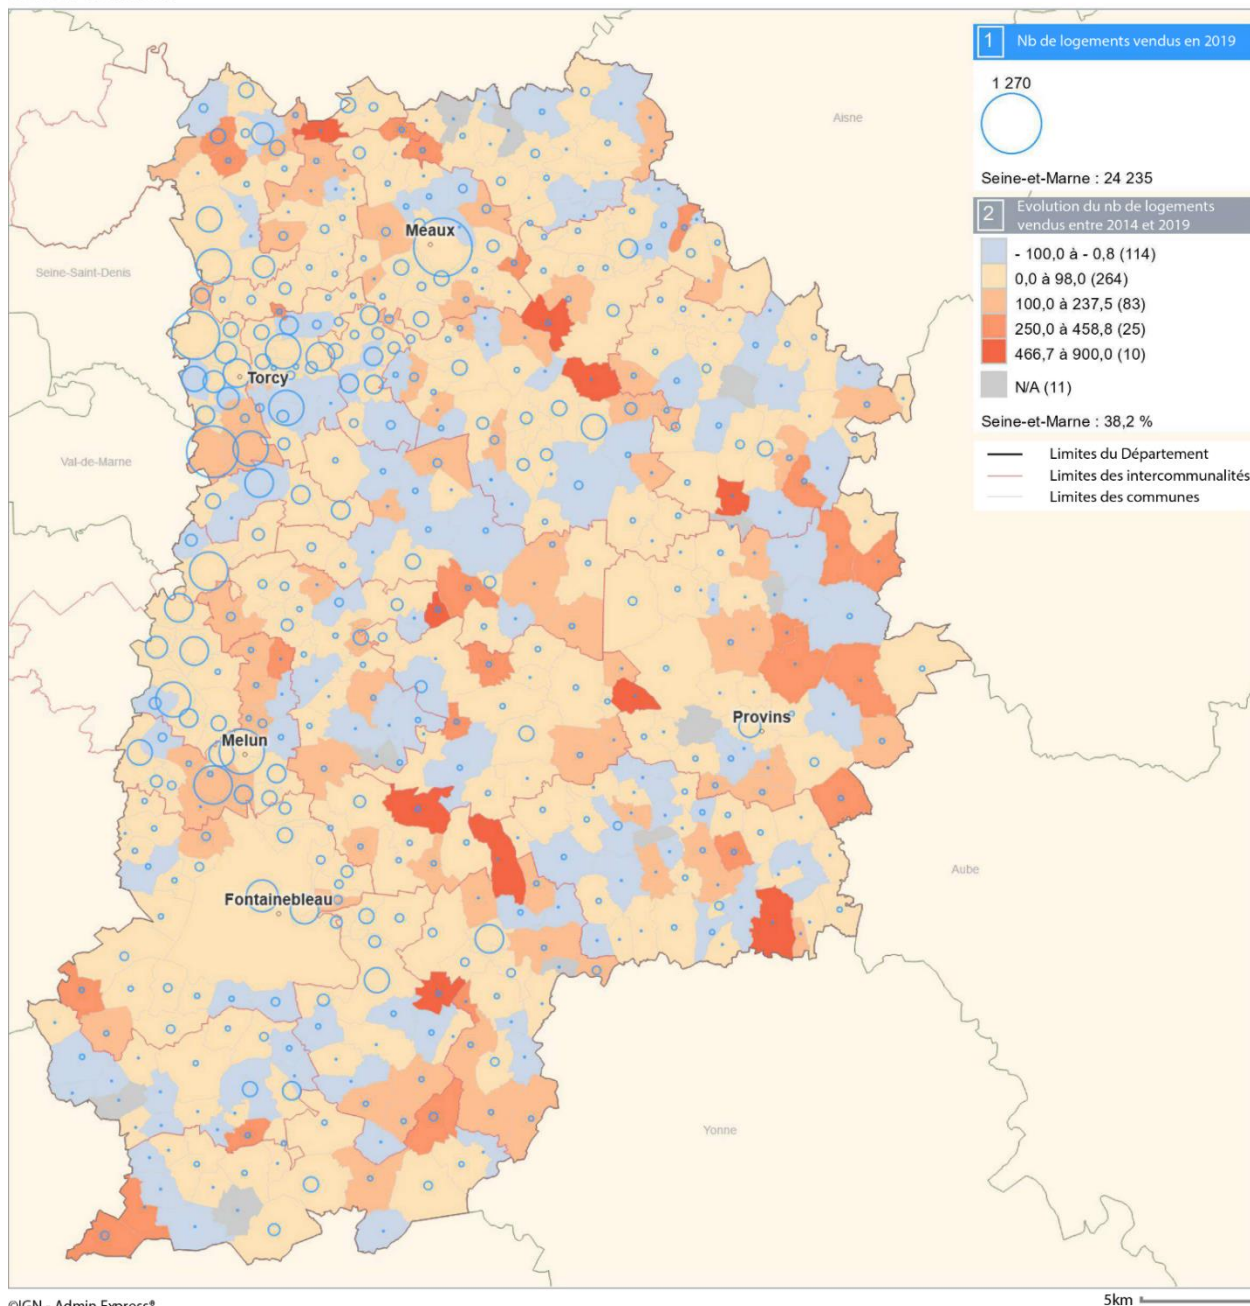 1 Nb de logements vendus en 2019
1 270
Seine-et-Marne : 24 235
2 Evolution du nb de logements
vendus entre 2014 et 2019
- 100,0 à - 0,8 (114)
0,0 à 98,0 (264)
100,0 à 237,5 (83)
250,0 à 458,8 (25)
466,7 à 900,0 (10)
N/A (11)
Seine-et-Marne : 38,2 %
Limites du Département
Limites des intercommunalités
Limites des communes
Aisne
Meaux
Seine-Saint-Denis
Torcy
Val-de-Marne
Provins
Melun
Aube
Fontainebleau
Yonne
©IGN - Admin Express®
5km